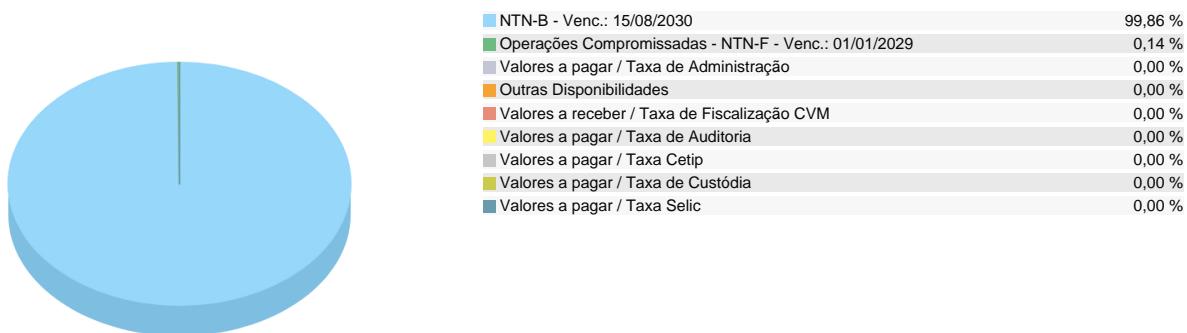 NTN-B - Venc.: 15/08/2030 99,86 %
Operações Compromissadas - NTN-F - Venc.: 01/01/2029 0,14 %
Valores a pagar / Taxa de Administração 0,00 %
Outras Disponibilidades 0,00 %
Valores a receber / Taxa de Fiscalização CVM 0,00 %
Valores a pagar / Taxa de Auditoria 0,00 %
Valores a pagar / Taxa Cetip 0,00 %
Valores a pagar / Taxa de Custódia 0,00 %
Valores a pagar / Taxa Selic 0,00 %